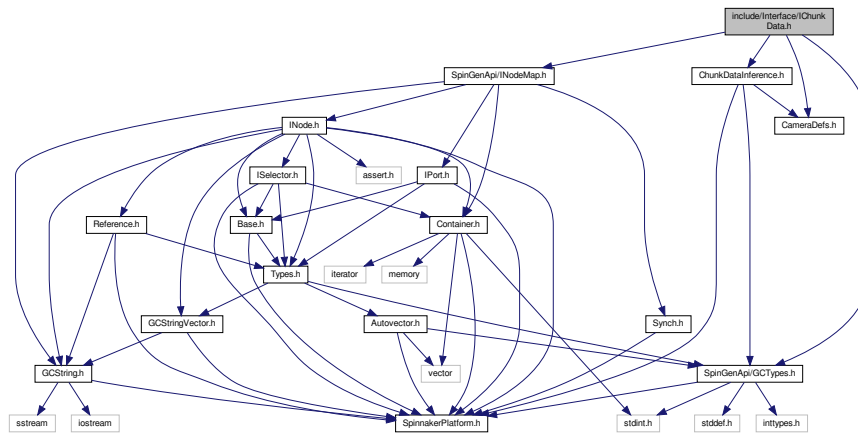 include/Interface/IChunk
Data.h
SpinGenApi/INodeMap.h
ChunkDataInference.h
INode.h
CameraDefs.h
ISelector.h
assert.h
IPort.h
Reference.h
Base.h
Container.h
Types.h
iterator
memory
GCStringVector.h
Autovector.h
Synch.h
GCString.h
vector
SpinGenApi/GCTypes.h
sstream
iostream
SpinnakerPlatform.h
stdint.h
stddef.h
inttypes.h